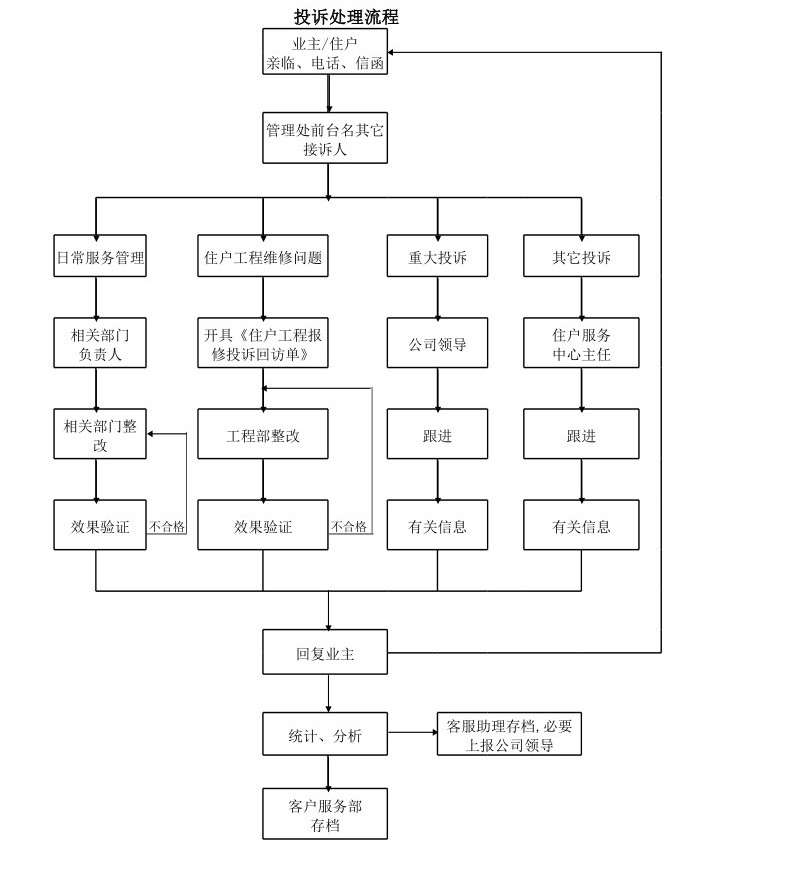 投诉处理流程
业主/住户
亲临、电话、信函
管理处前台名其它
接诉人
日常服务管理
住户工程维修问题
重大投诉
其它投诉
相关部门
负责人
开具《住户工程报
修投诉回访单》
公司领导
住户服务
中心主任
相关部门整
改
工程部整改
跟进
跟进
效果验证
不合格
效果验证
不合格
有关信息
有关信息
回复业主
统计、分析
客服助理存档,必要
上报公司领导
客户服务部
存档